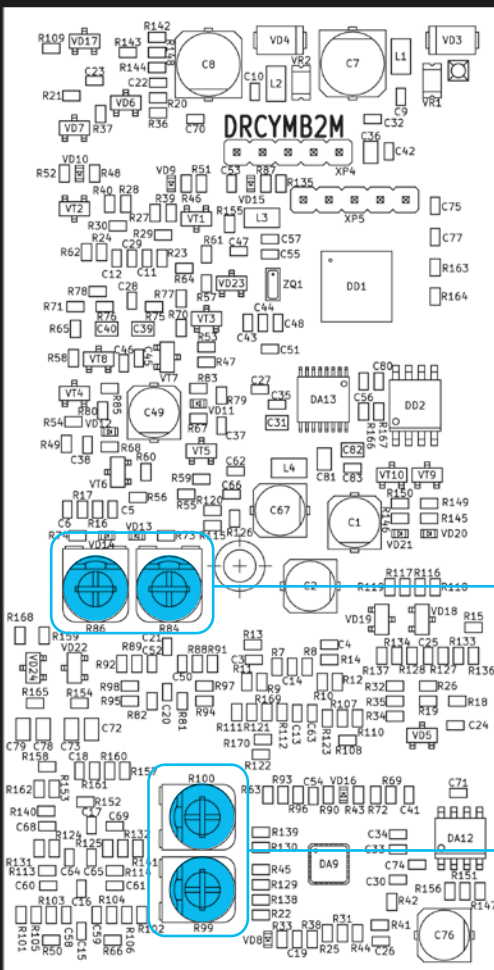 R142
R109 VD17 R143 R148 VD4 VD3
R144 C8 C7 L1
C23 C22 C10 L2 VR2
R21 VD6 R20 C9 VR1
VD7 R37 R36 C70 C32
DRCYMB2M C36 C42
R52 VD10 R48 VD9 R51 C53 R87 R135 XP4
VD15
VT2 R40 R28 R39 R46 XP5
R27 VT1 R155 L3 C75
R30 R29 C57
R62 R24 C29 R23 R61 C47 C55 C77
C12 C11 R64 DD1
R78 C28 R77 R57 VD23 ZQ1 R163
R71 R76 R75 R70 C44 R164
R65 C40 C39 VT3 C43 C48
R58 VT8 C46 C45 R53 C51
VT7 R47
VT4 R85 R83 C27 C80
R80 C49 R79 C35 DA13 DD2
R54 VD12 VD11 C56
R49 R68 R67 C37 C31 R166 R167
C38 VT5 C82
VT6 R60 C62 L4 C81 C83 VT10 VT9
R59 C66
R56 R55 R120 R150 R149
C6 R17 C5 C67 C1 R146 R145
R16 R126
R74 VD14 VD13 R73 R115 VD21 VD20
C2 R119 R117 R116 R118
R86 R84 VD19 VD18
R168 R159 C21 R13 C4 R15
R89 C52 R88 R91 C3 R7 R8 R14 R134 C25 R133
VD24 VD22 R92 C50 R11 C14 R137 R128 R127 R136
R98 R97 R9 R10 R12 R32 R26
R165 R154 R95 C20 R94 R169 R107 R35 R18
R82 R81 R111 R121 R112 C13 C63 R123 R110 R34 R19
C79 C78 C73 C72 R170 R108 VD5 C24
R158 R122
C18 R160 R157 R100 VD16 C71
R162 R153 R161 R63 R93 C54 R43 R69
R152 R96 R90 R72 C41
R140 C17 C69
C68 R124 R125 R132 R139 C34 DA12
R131 R141 R130 C33
R113 C64 C65 R114 R45 DA9 C74
C60 C61 R129 C30 R151
C16 R138 R42 R156 R147
R103 C58 C59 R104 R99 R22 R31 R41
R101 R105 C15 R106 R102 VD8 R33 R38 C76
R50 R66 C19 R25 R44 C26